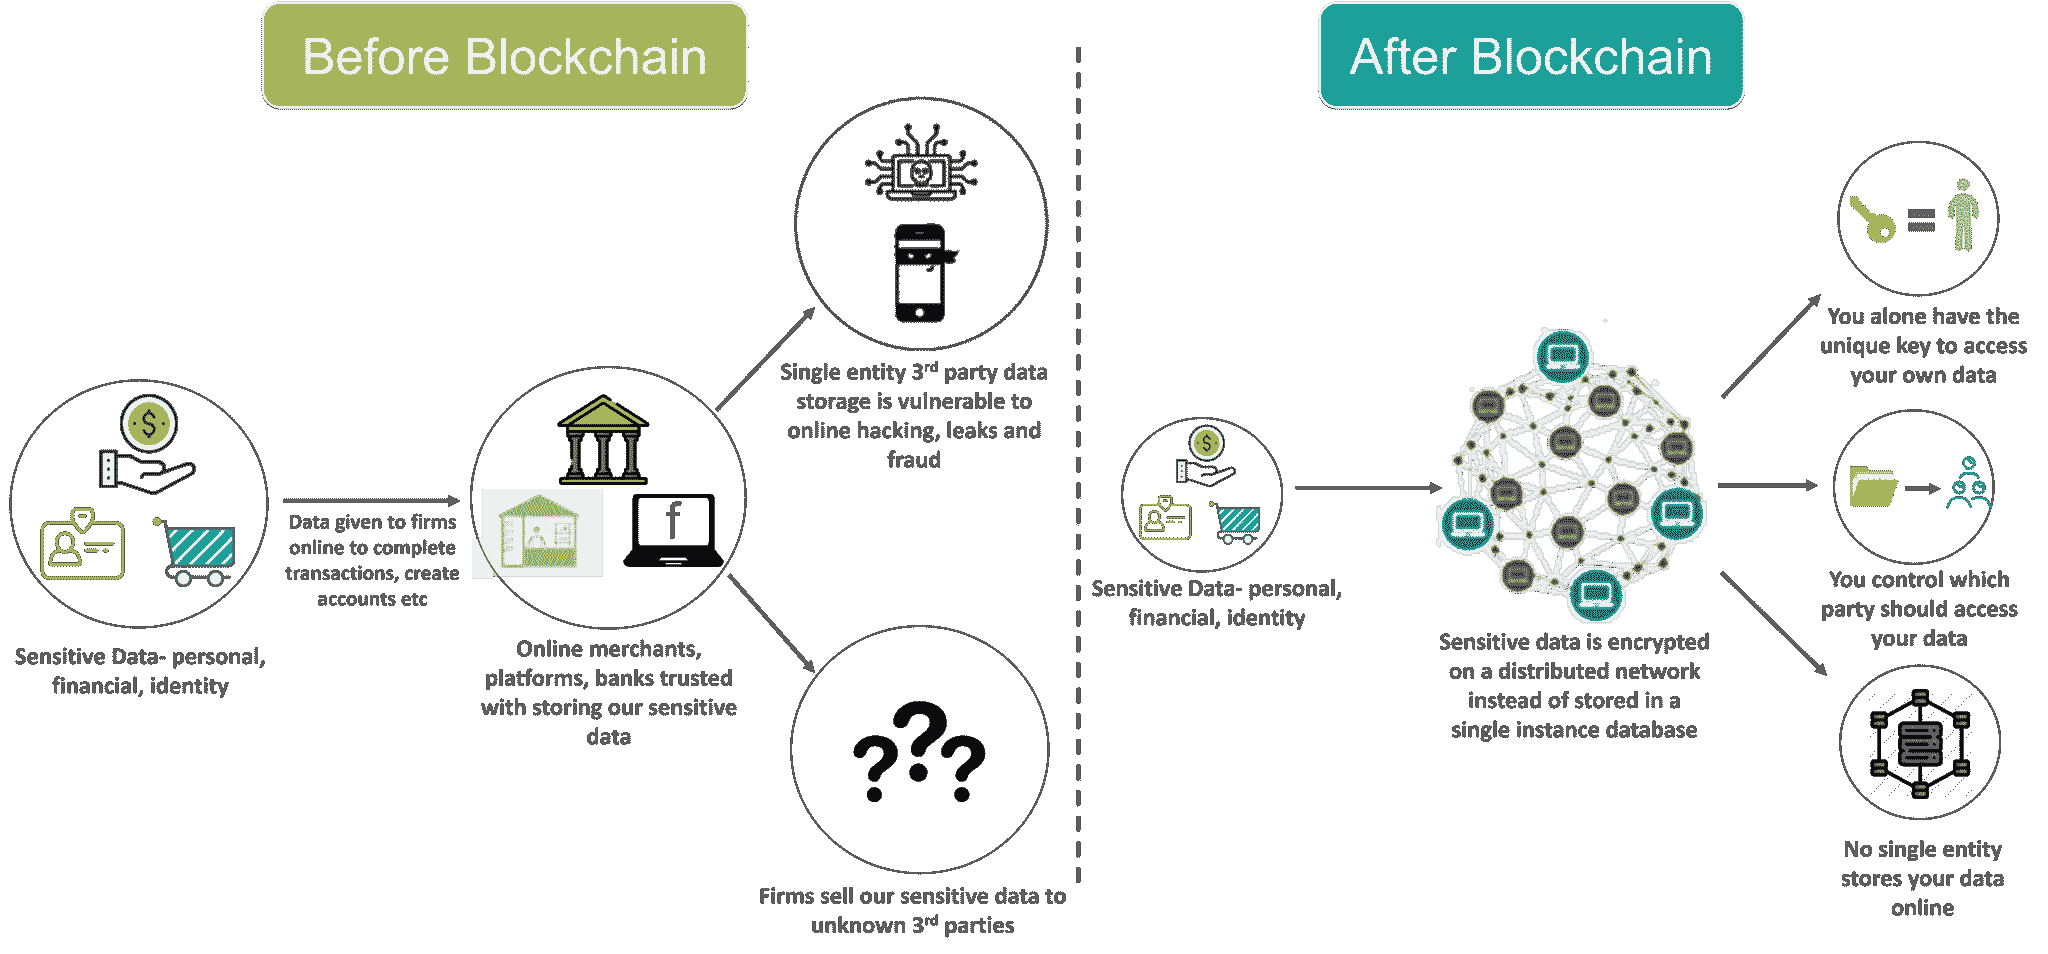 Before Blockchain
Sensitive Data- personal,
financial, identity
Data given to firms
online to complete
transactions, create
accounts etc
f
Online merchants,
platforms, banks trusted
with storing our sensitive
data
Single entity 3rd party data
storage is vulnerable to
online hacking, leaks and
fraud
???
Firms sell our sensitive data to
unknown 3rd parties
After Blockchain
Sensitive Data- personal,
financial, identity
Sensitive data is encrypted
on a distributed network
instead of stored in a
single instance database
=
You alone have the
unique key to access
your own data
You control which
party should access
your data
No single entity
stores your data
online